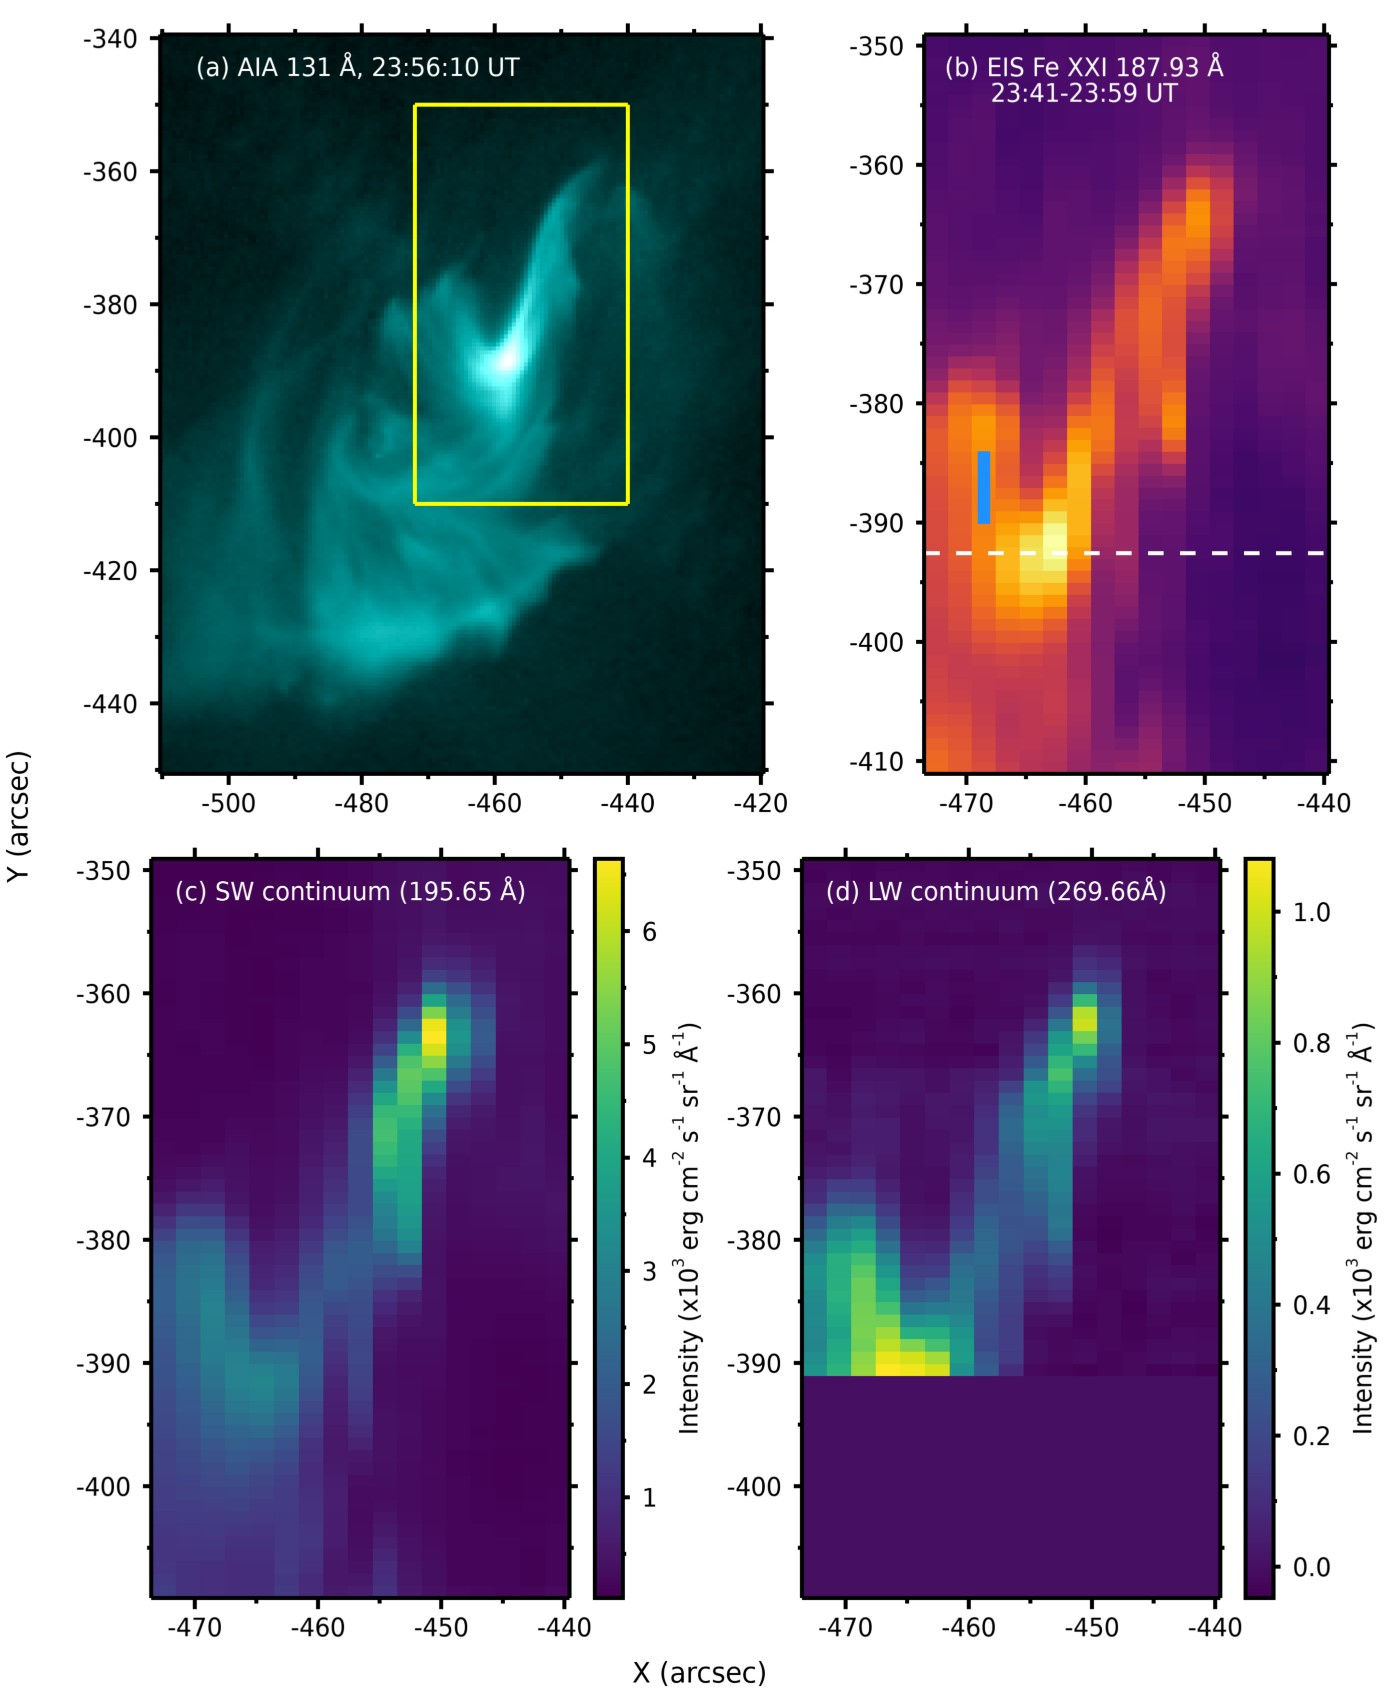 (a) AIA 131 Å, 23:56:10 UT
-340
-360
-380
-400
-420
-440
-500 -480 -460 -440 -420
(b) EIS Fe XXI 187.93 Å
23:41-23:59 UT
-350
-360
-370
-380
-390
-400
-410
-470 -460 -450 -440
Y (arcsec)
(c) SW continuum (195.65 Å)
-350
-360
-370
-380
-390
-400
-470 -460 -450 -440
6
5
4
3
2
1
Intensity (x10³ erg cm⁻² s⁻¹ sr⁻¹ Å⁻¹)
(d) LW continuum (269.66Å)
-350
-360
-370
-380
-390
-400
-470 -460 -450 -440
1.0
0.8
0.6
0.4
0.2
0.0
Intensity (x10³ erg cm⁻² s⁻¹ sr⁻¹ Å⁻¹)
X (arcsec)